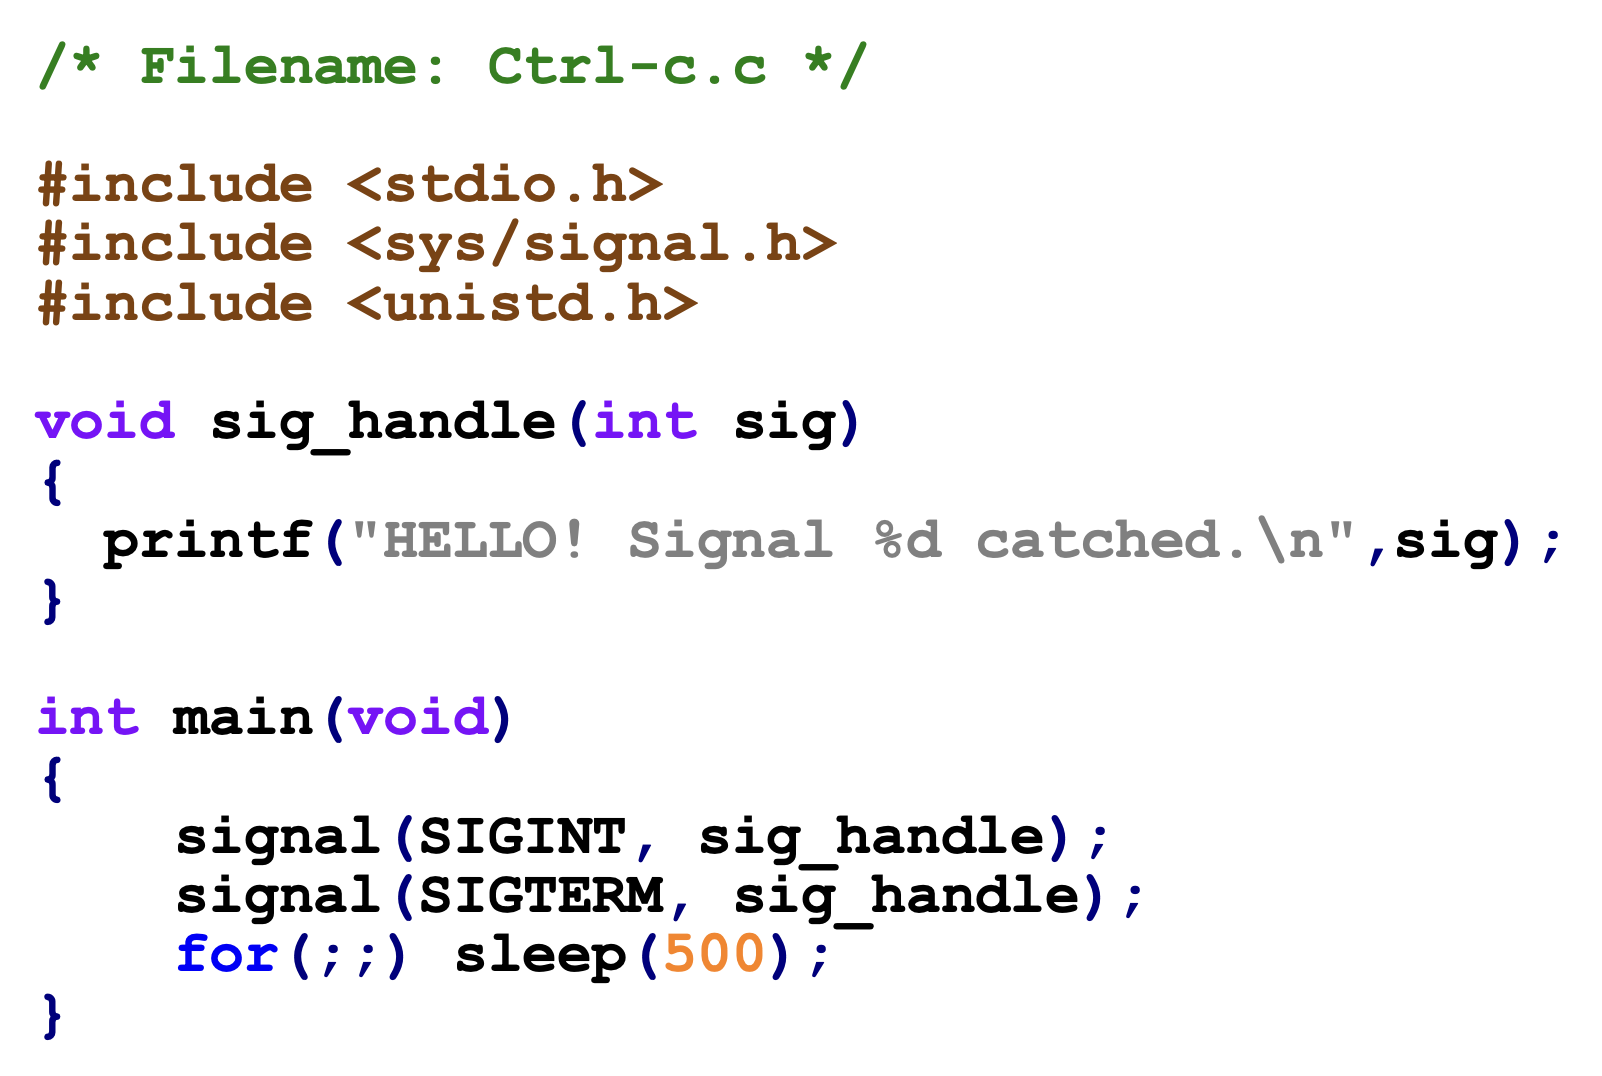 /* Filename: Ctrl-c.c */
#include <stdio.h>
#include <sys/signal.h>
#include <unistd.h>
void sig_handle(int sig)
{
  printf("HELLO! Signal %d catched.\n",sig);
}
int main(void)
{
    signal(SIGINT, sig_handle);
    signal(SIGTERM, sig_handle);
    for(;;) sleep(500);
}